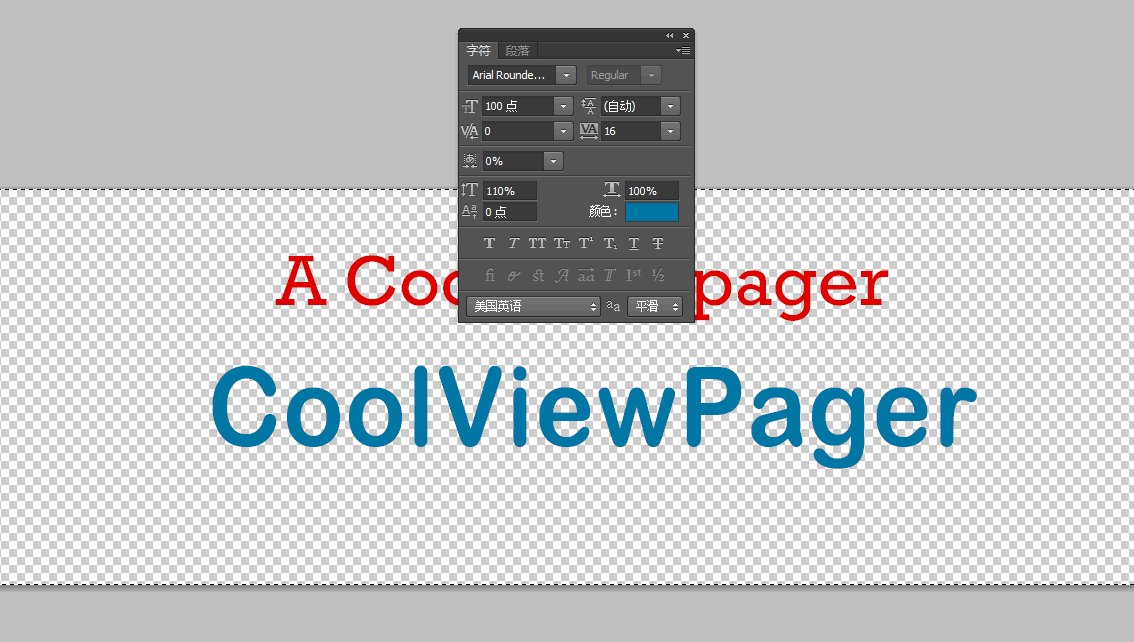 字符 段落
Arial Rounde... Regular
100 点 (自动)
0 16
0%
110% 100%
0 点 颜色：
T T TT Tt T¹ T₁ T T
fi st A aa T 1st ½
美国英语 aa 平滑
A Coo pager
CoolViewPager